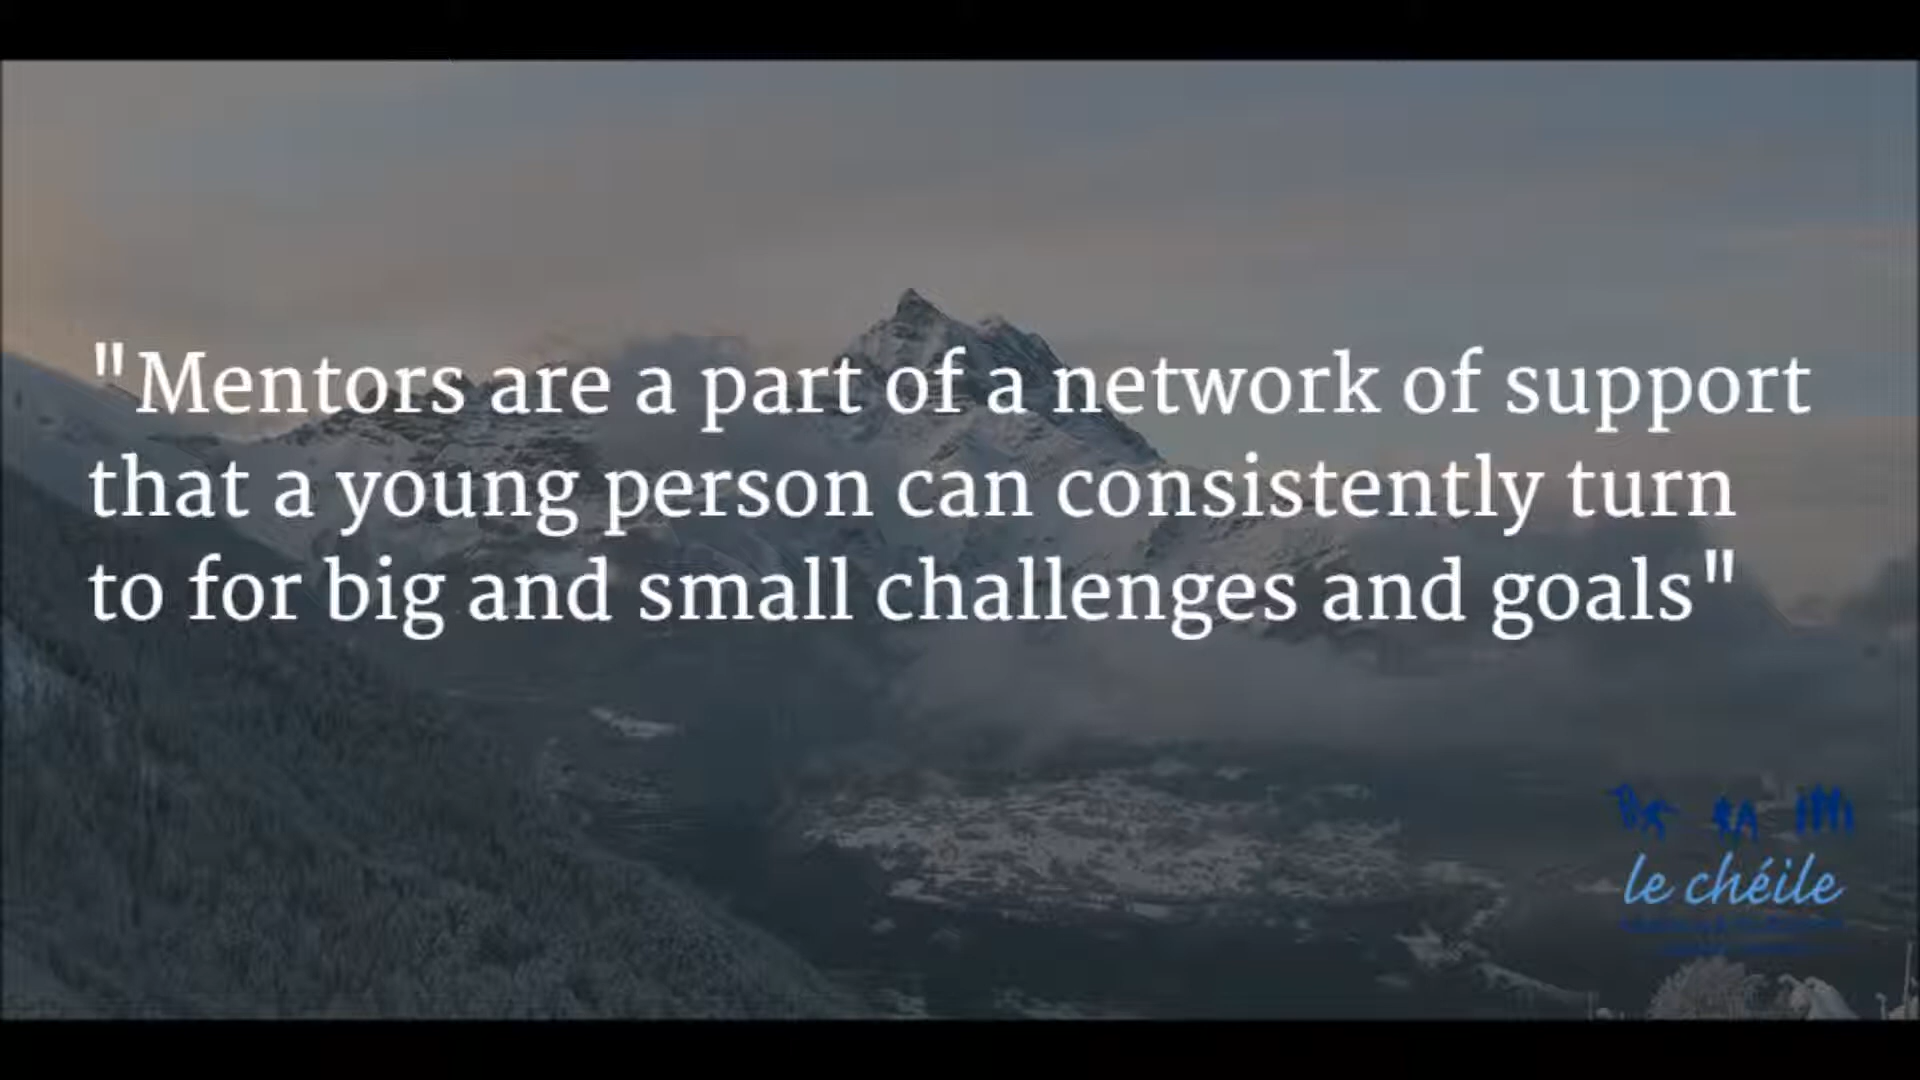 "Mentors are a part of a network of support
that a young person can consistently turn
to for big and small challenges and goals"
le chéile